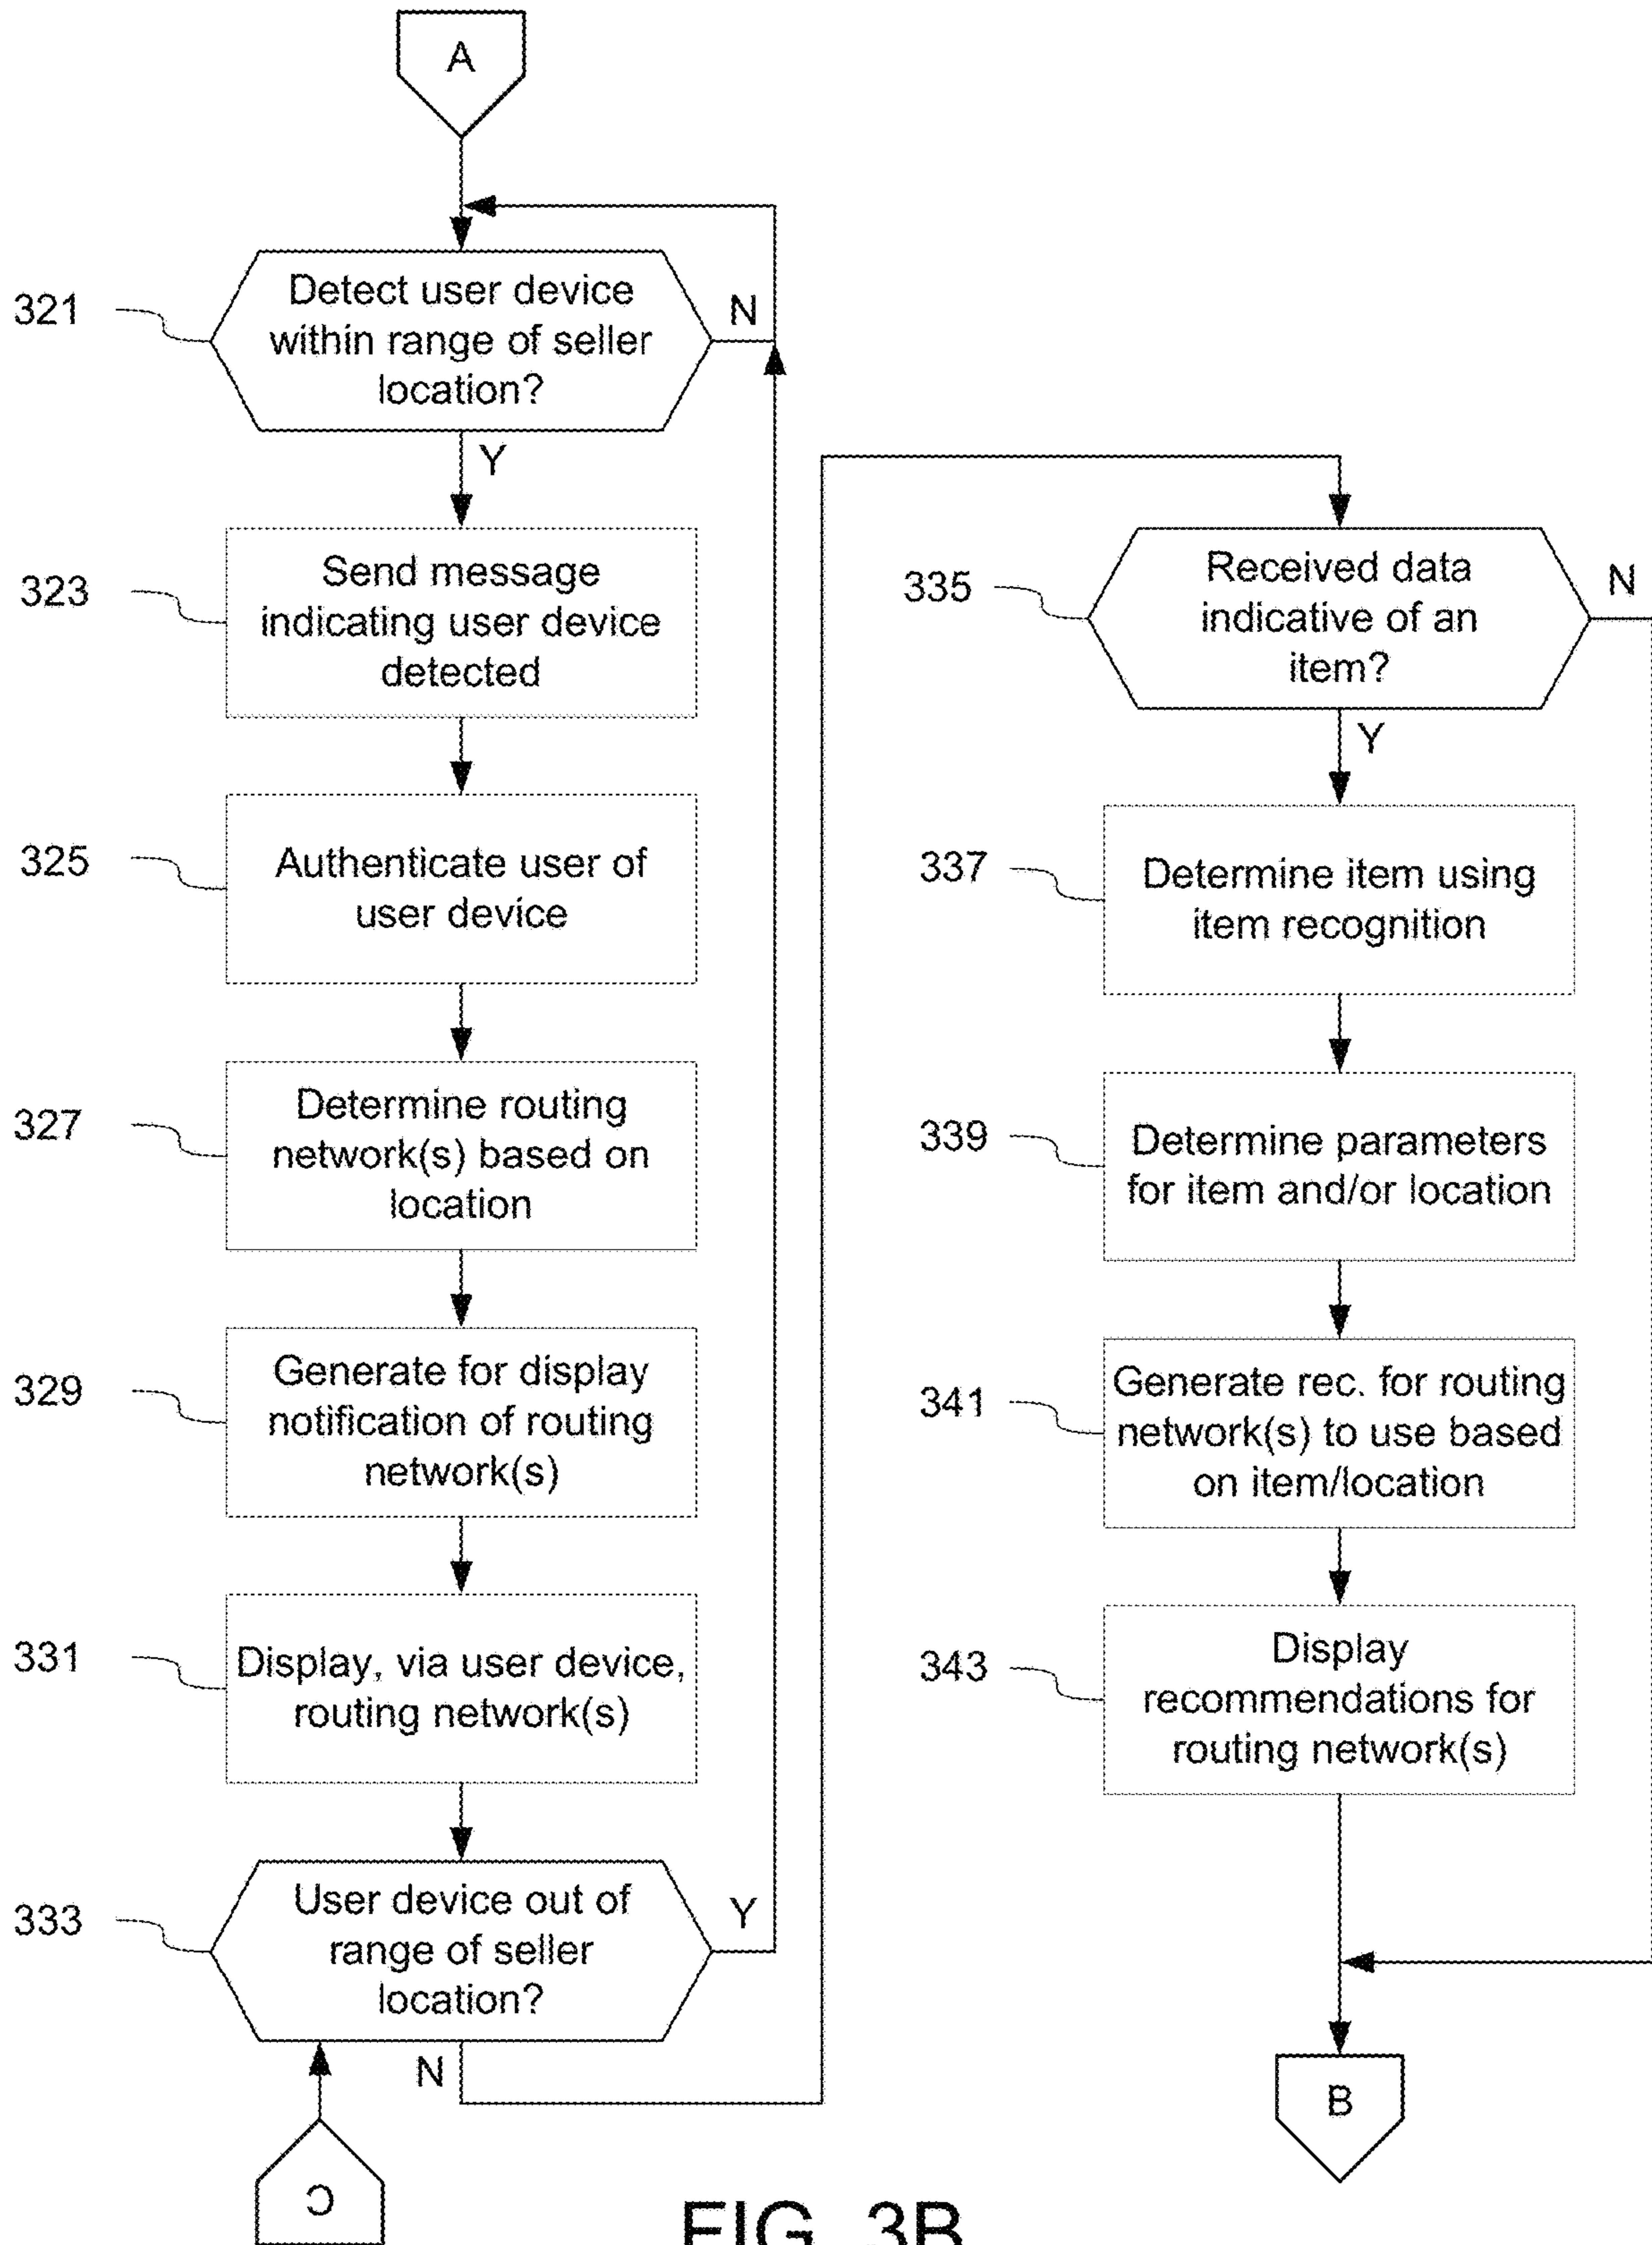 A
321
Detect user device
within range of seller
location?
N
Y
323
Send message
indicating user device
detected
325
Authenticate user of
user device
327
Determine routing
network(s) based on
location
329
Generate for display
notification of routing
network(s)
331
Display, via user device,
routing network(s)
333
User device out of
range of seller
location?
Y
N
C
335
Received data
indicative of an
item?
N
Y
337
Determine item using
item recognition
339
Determine parameters
for item and/or location
341
Generate rec. for routing
network(s) to use based
on item/location
343
Display
recommendations for
routing network(s)
B
FIG. 3B